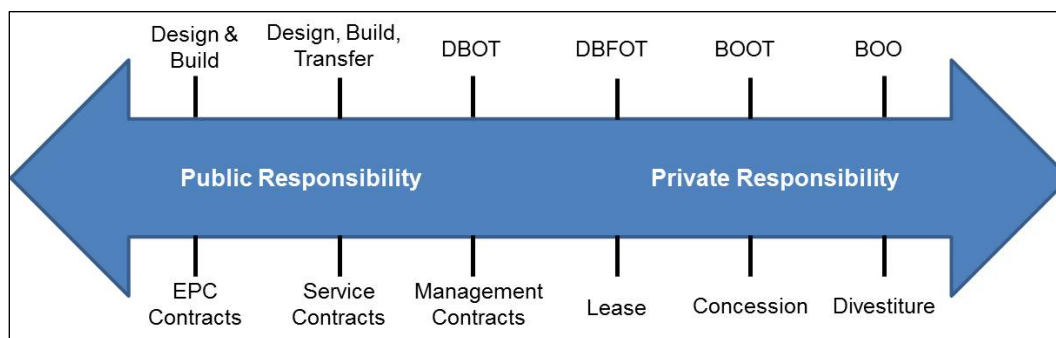 Design &
Build
Design, Build,
Transfer
DBOT
DBFOT
BOOT
BOO
Public Responsibility
Private Responsibility
EPC
Contracts
Service
Contracts
Management
Contracts
Lease
Concession
Divestiture